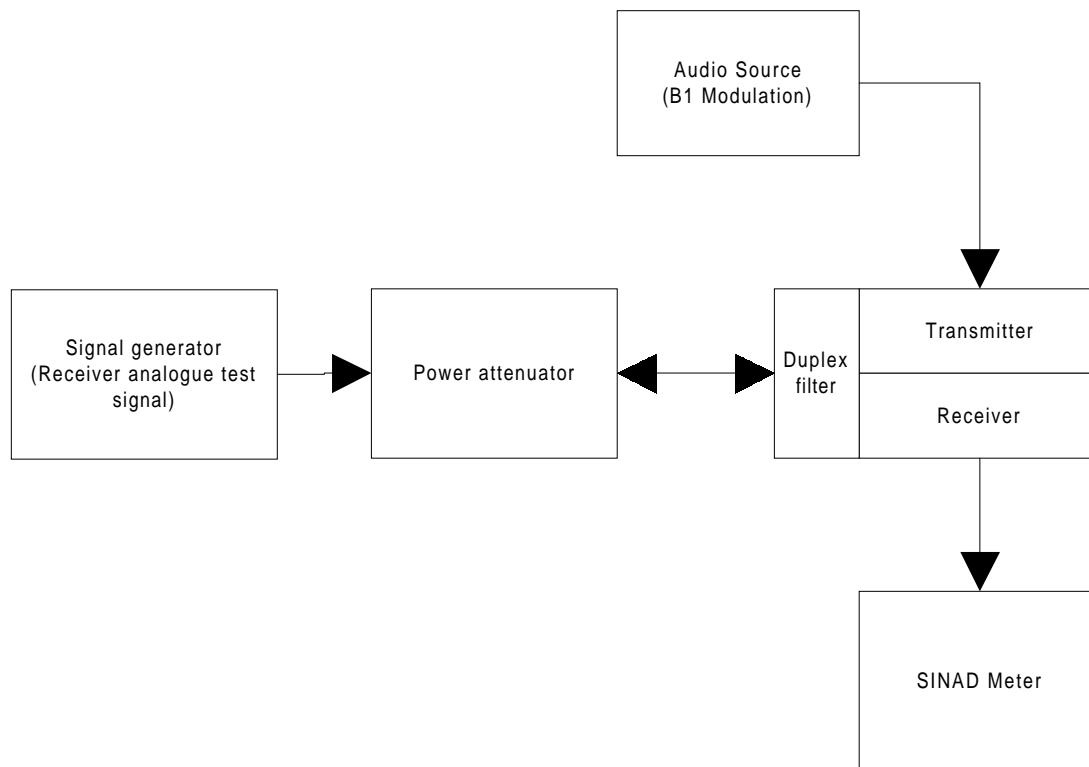 Audio Source
(B1 Modulation)
Signal generator
(Receiver analogue test
signal)
Power attenuator
Duplex
filter
Transmitter
Receiver
SINAD Meter